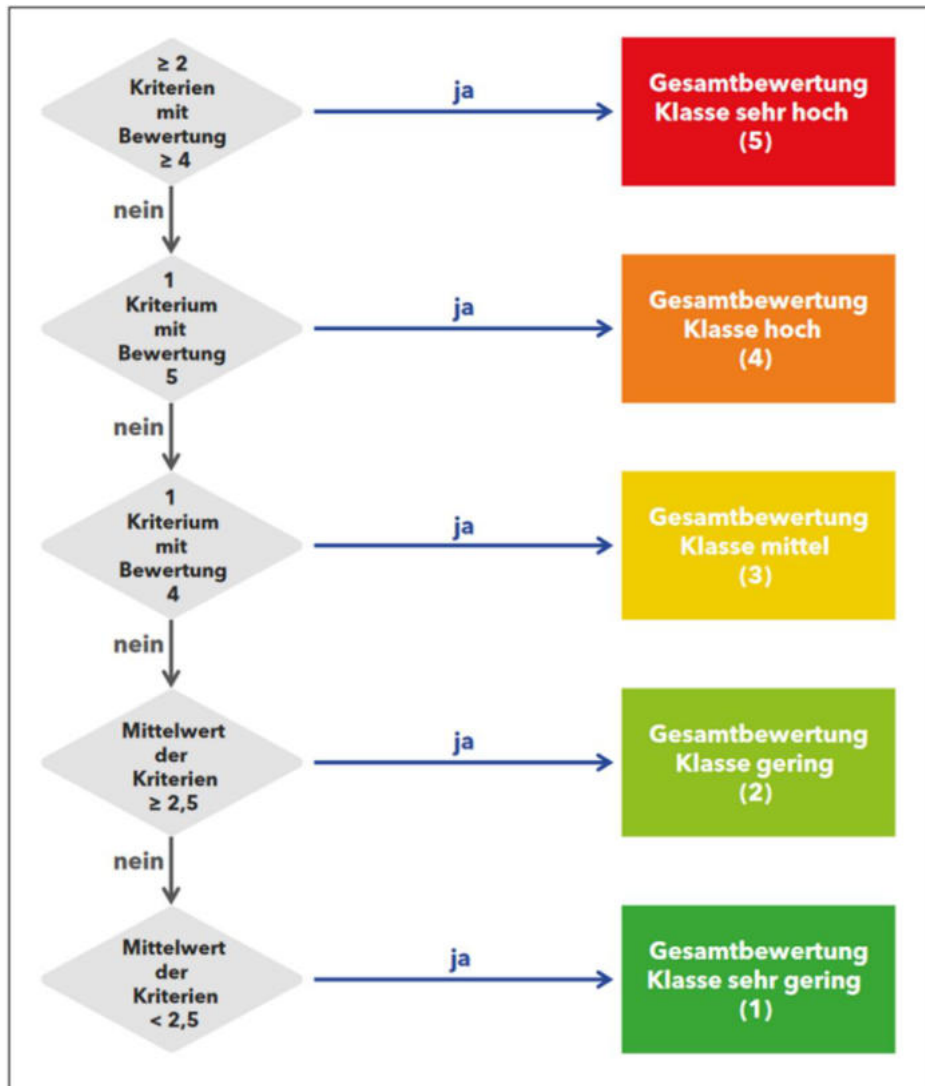 ≥ 2
Kriterien
mit
Bewertung
≥ 4
ja
Gesamtbewertung
Klasse sehr hoch
(5)
nein
1
Kriterium
mit
Bewertung
5
ja
Gesamtbewertung
Klasse hoch
(4)
nein
1
Kriterium
mit
Bewertung
4
ja
Gesamtbewertung
Klasse mittel
(3)
nein
Mittelwert
der
Kriterien
≥ 2,5
ja
Gesamtbewertung
Klasse gering
(2)
nein
Mittelwert
der
Kriterien
< 2,5
ja
Gesamtbewertung
Klasse sehr gering
(1)